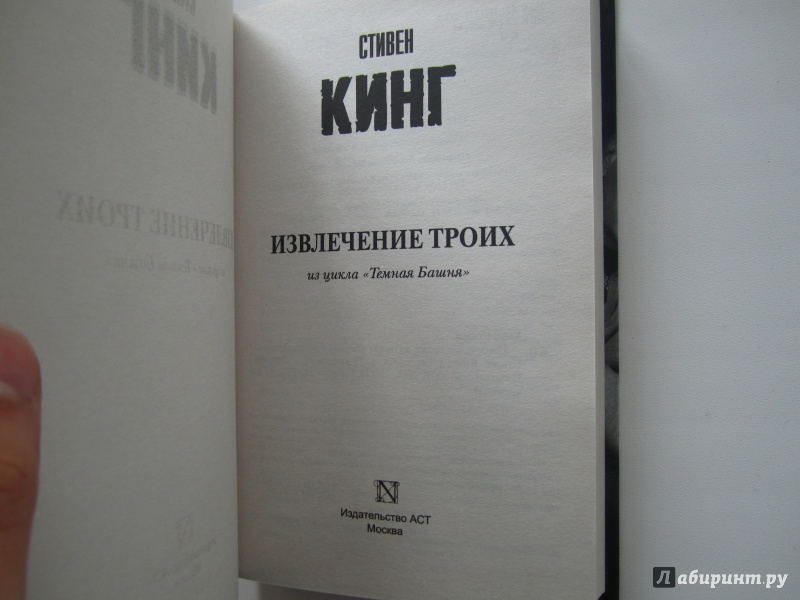 СТИВЕН
КИНГ
ИЗВЛЕЧЕНИЕ ТРОИХ
из цикла «Темная Башня»
N
Издательство АСТ
Москва
Лабиринт.ру